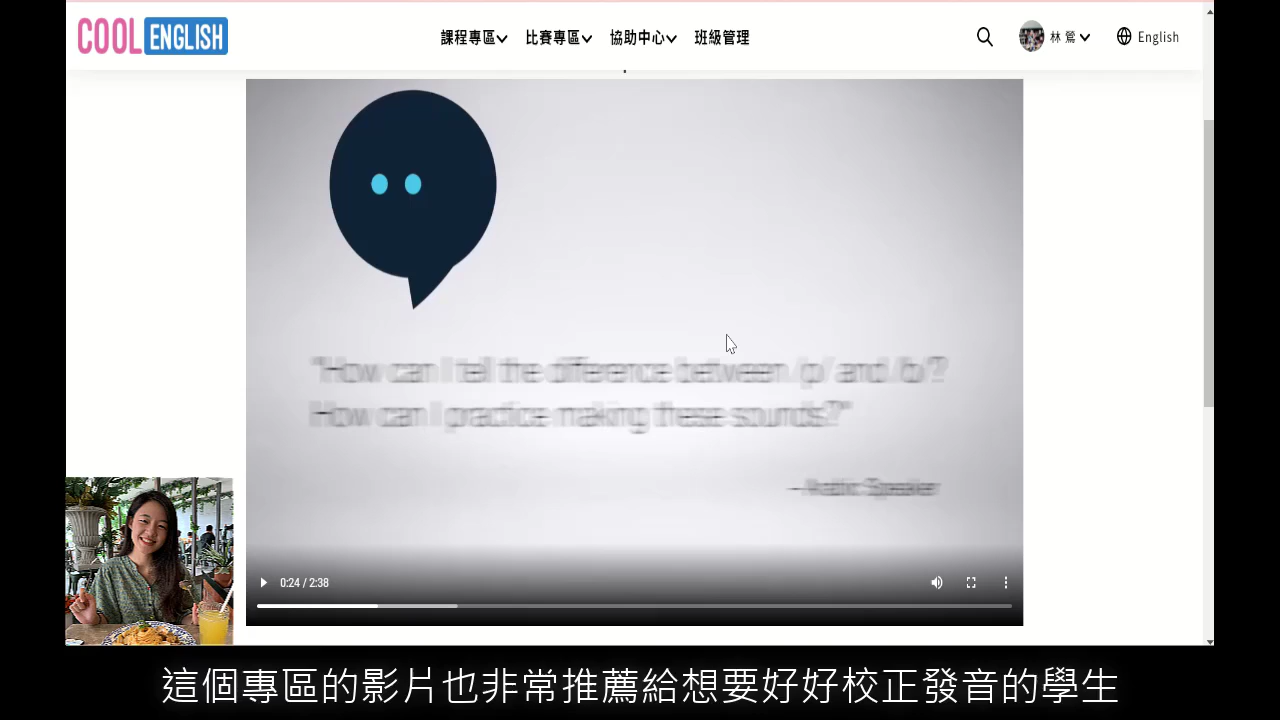 COOL ENGLISH
課程專區 比賽專區 協助中心 班級管理
林 鶯
English
"How can I tell the difference between /p/ and /b/?
How can I practice making these sounds?"
—Arabic Speaker
0:24 / 2:38
這個專區的影片也非常推薦給想要好好校正發音的學生